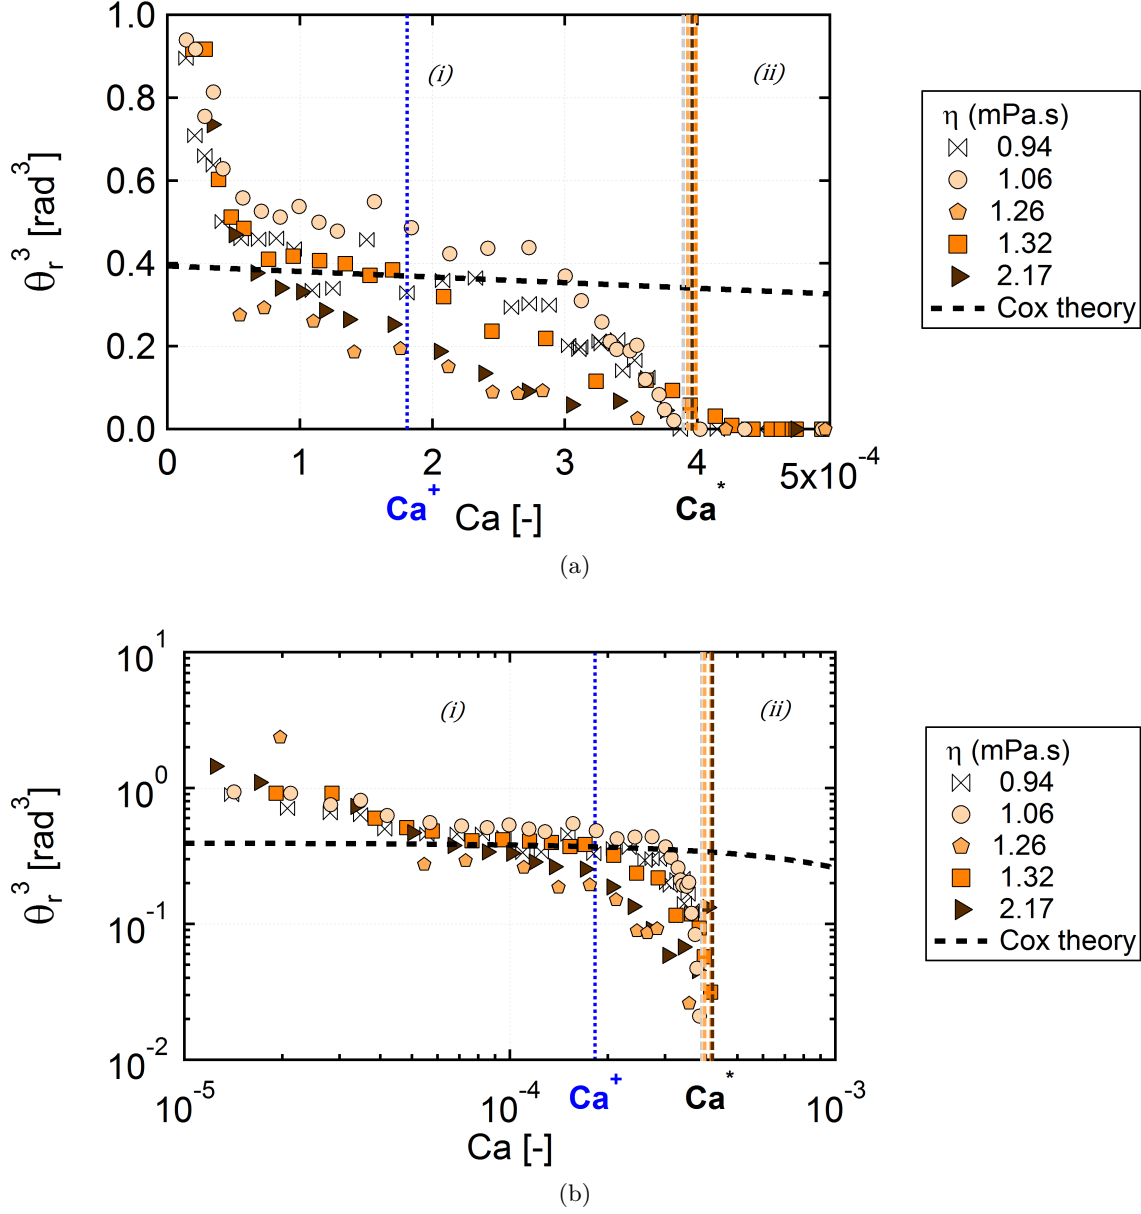 1.0
0.8
0.6
0.4
0.2
0.0
θr³ [rad³]
(i)
(ii)
0
1
2
3
4
5x10⁻⁴
Ca⁺
Ca [-]
Ca*
η (mPa.s)
0.94
1.06
1.26
1.32
2.17
Cox theory
(a)
10¹
10⁰
10⁻¹
10⁻²
θr³ [rad³]
(i)
(ii)
10⁻⁵
10⁻⁴
10⁻³
Ca⁺
Ca*
Ca [-]
η (mPa.s)
0.94
1.06
1.26
1.32
2.17
Cox theory
(b)